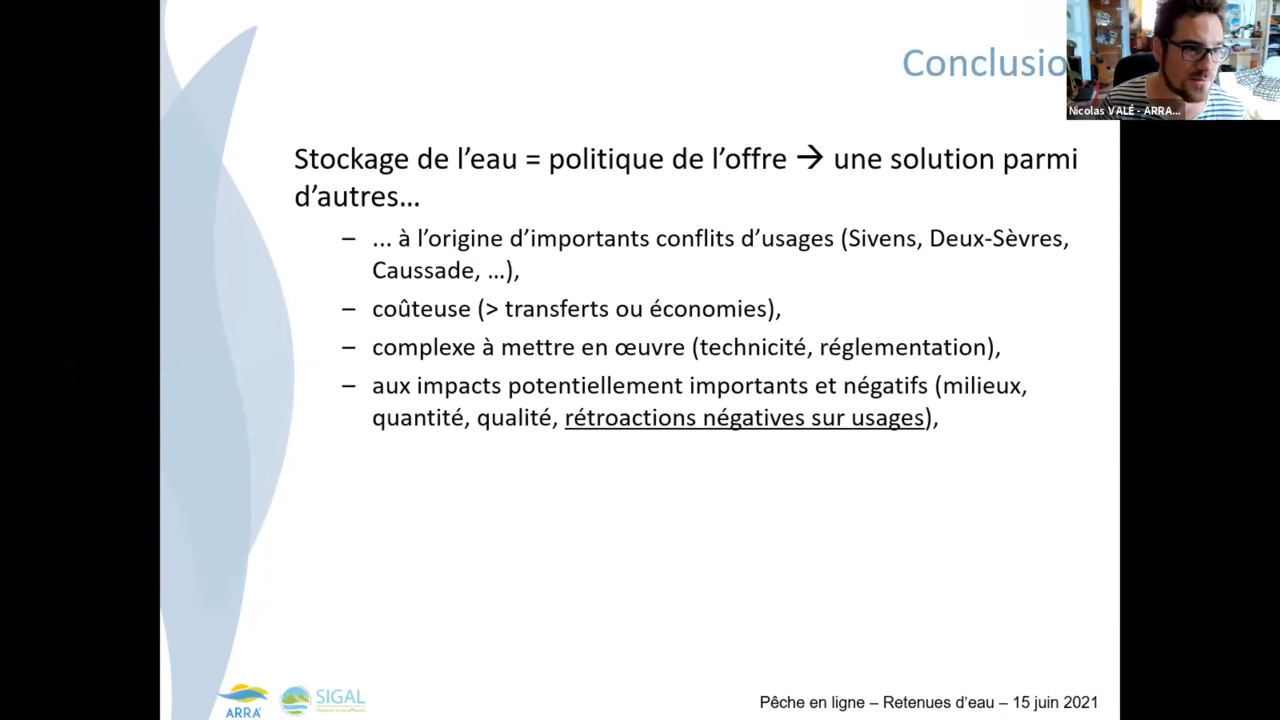 Conclusio
Nicolas VALÉ - ARRA...
Stockage de l'eau = politique de l'offre → une solution parmi
d'autres…
– ... à l'origine d'importants conflits d'usages (Sivens, Deux-Sèvres,
Caussade, …),
– coûteuse (> transferts ou économies),
– complexe à mettre en œuvre (technicité, réglementation),
– aux impacts potentiellement importants et négatifs (milieux,
quantité, qualité, rétroactions négatives sur usages),
ARRA²
SIGAL
Pêche en ligne – Retenues d'eau – 15 juin 2021